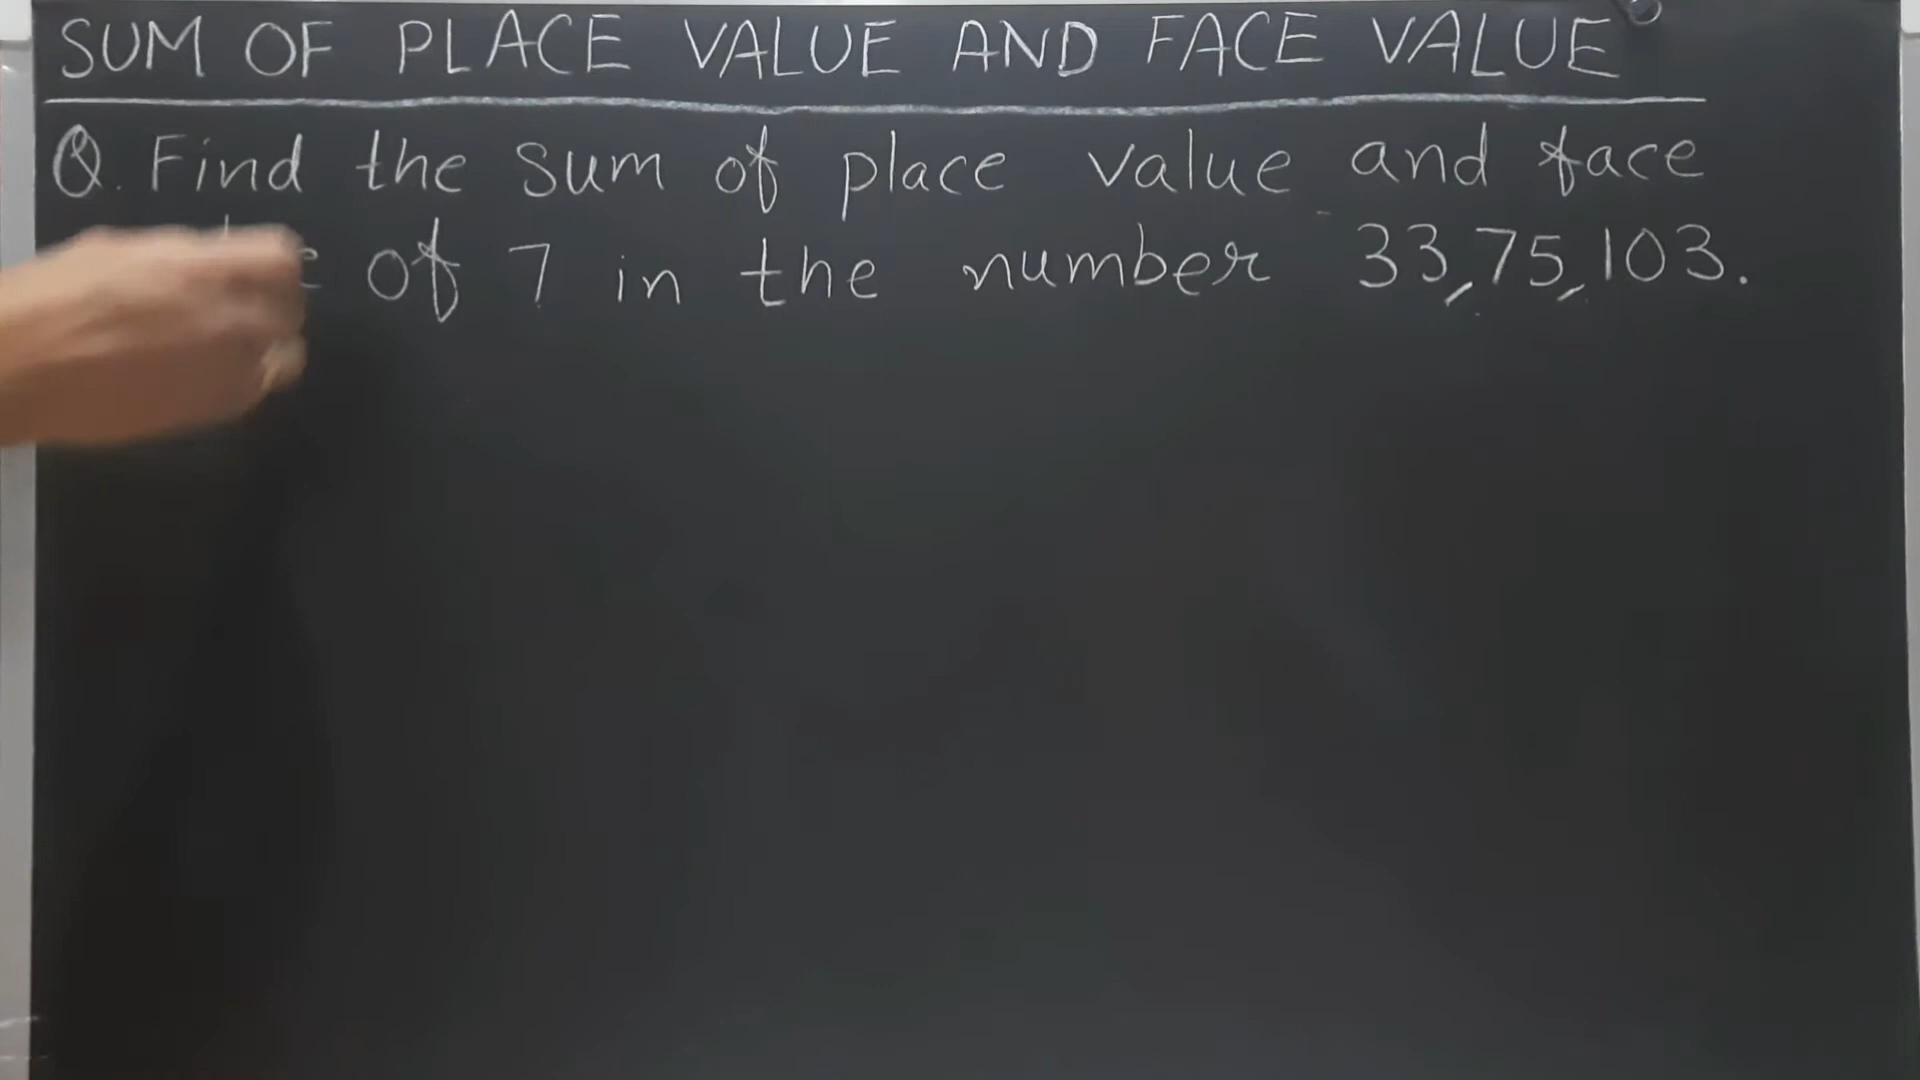 SUM OF PLACE VALUE AND FACE VALUE
Q. Find the sum of place value and face
of 7 in the number 33,75,103.